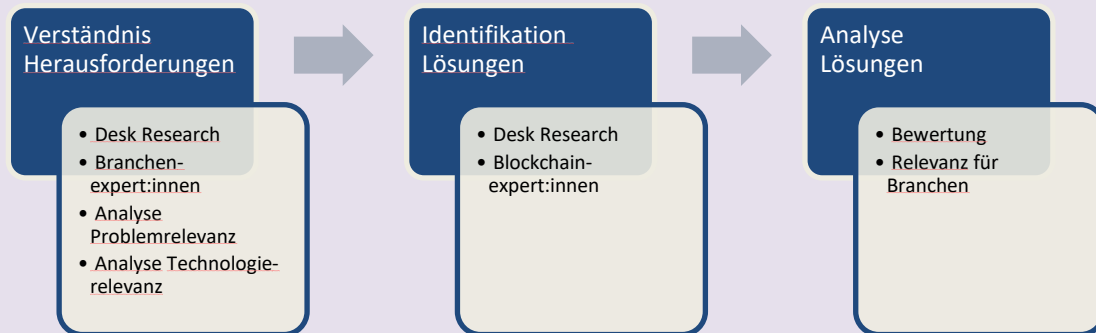 Verständnis
Herausforderungen
• Desk Research
• Branchen-
expert:innen
• Analyse
Problemrelevanz
• Analyse Technologie-
relevanz
Identifikation
Lösungen
• Desk Research
• Blockchain-
expert:innen
Analyse
Lösungen
• Bewertung
• Relevanz für
Branchen